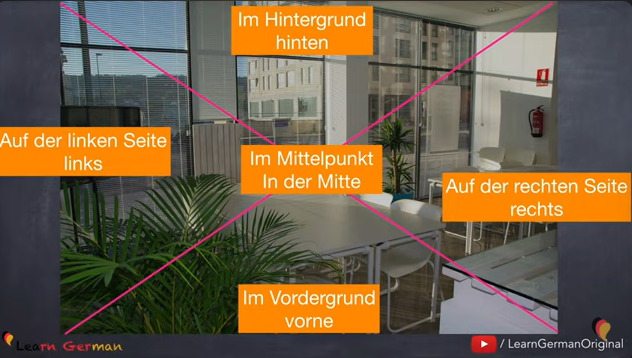 Im Hintergrund
hinten
Auf der linken Seite
links
Im Mittelpunkt
In der Mitte
Auf der rechten Seite
rechts
Im Vordergrund
vorne
Learn German
/ LearnGermanOriginal